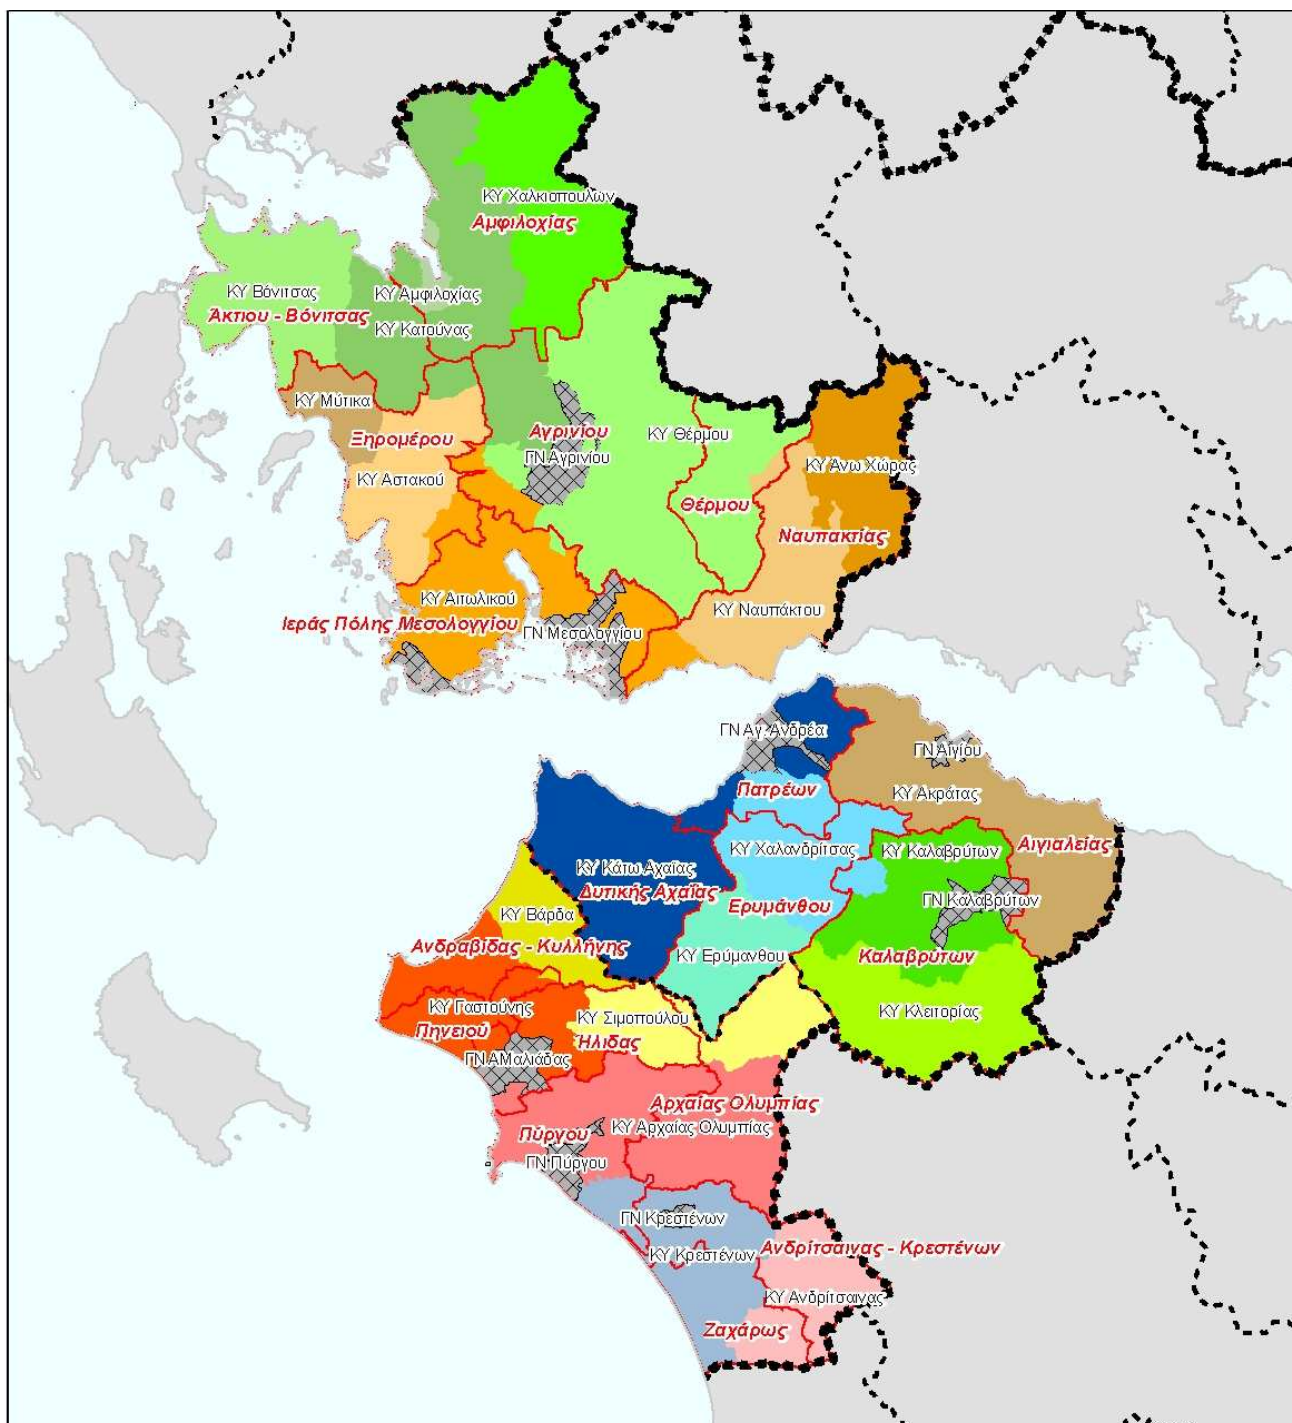 ΚΥ Χαλκιοπουλων
Αμφιλοχίας
ΚΥ Βόνιτσας
ΚΥ Αμφιλοχίας
Άκτιου - Βόνιτσας
ΚΥ Κατούνας
ΚΥ Μύτικα
Ξηρομέρου
Αγρινίου
ΚΥ Θέρμου
ΓΝ Αγρινίου
ΚΥ Άνω Χώρας
ΚΥ Αστακού
Θέρμου
Ναυπακτίας
ΚΥ Αιτωλικού
ΚΥ Ναυπάκτου
Ιεράς Πόλης Μεσολογγίου
ΓΝ Μεσολογγίου
ΓΝ Αγ. Ανδρέα
ΓΝ Αιγίου
Πατρέων
ΚΥ Ακράτας
ΚΥ Χαλανδρίτσας
ΚΥ Καλαβρύτων
Αιγιαλείας
ΚΥ Κάτω Αχαΐας
Δυτικής Αχαΐας
Ερυμάνθου
ΓΝ Καλαβρύτων
ΚΥ Βάρδα
Ανδραβίδας - Κυλλήνης
ΚΥ Ερύμανθου
Καλαβρύτων
ΚΥ Γαστούνης
ΚΥ Σιμοπούλου
ΚΥ Κλειτορίας
Πηνειού
Ήλιδας
ΓΝ ΑΜαλιάδας
Αρχαίας Ολυμπίας
Πύργου
ΚΥ Αρχαίας Ολυμπίας
ΓΝ Πύργου
ΓΝ Κρεστένων
ΚΥ Κρεστένων
Ανδρίτσαινας - Κρεστένων
ΚΥ Ανδρίτσαινας
Ζαχάρως